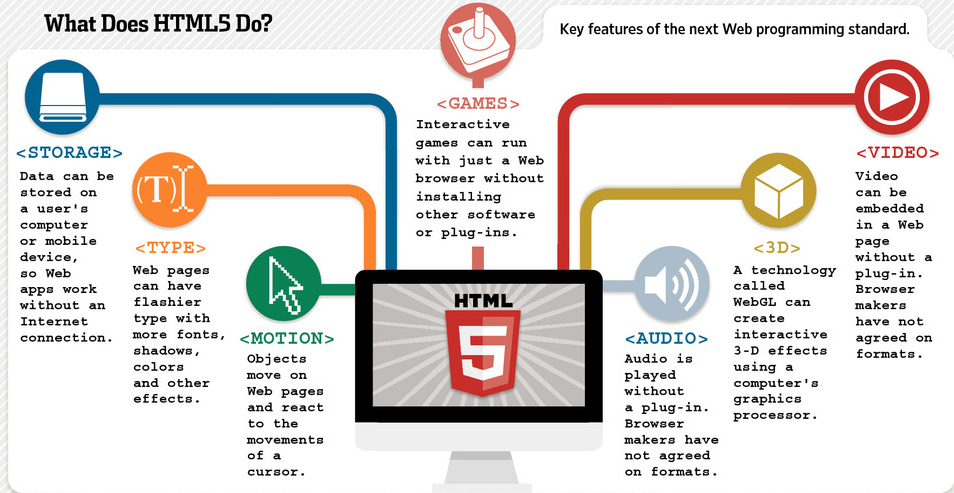 What Does HTML5 Do?
Key features of the next Web programming standard.
<STORAGE>
Data can be
stored on
a user's
computer
or mobile
device,
so Web
apps work
without an
Internet
connection.
(T)
<TYPE>
Web pages
can have
flashier
type with
more fonts,
shadows,
colors
and other
effects.
<MOTION>
Objects
move on
Web pages
and react
to the
movements
of a
cursor.
<GAMES>
Interactive
games can run
with just a Web
browser without
installing
other software
or plug-ins.
HTML
5
<AUDIO>
Audio is
played
without
a plug-in.
Browser
makers have
not agreed
on formats.
<3D>
A technology
called
WebGL can
create
interactive
3-D effects
using a
computer's
graphics
processor.
<VIDEO>
Video
can be
embedded
in a Web
page
without a
plug-in.
Browser
makers
have not
agreed on
formats.